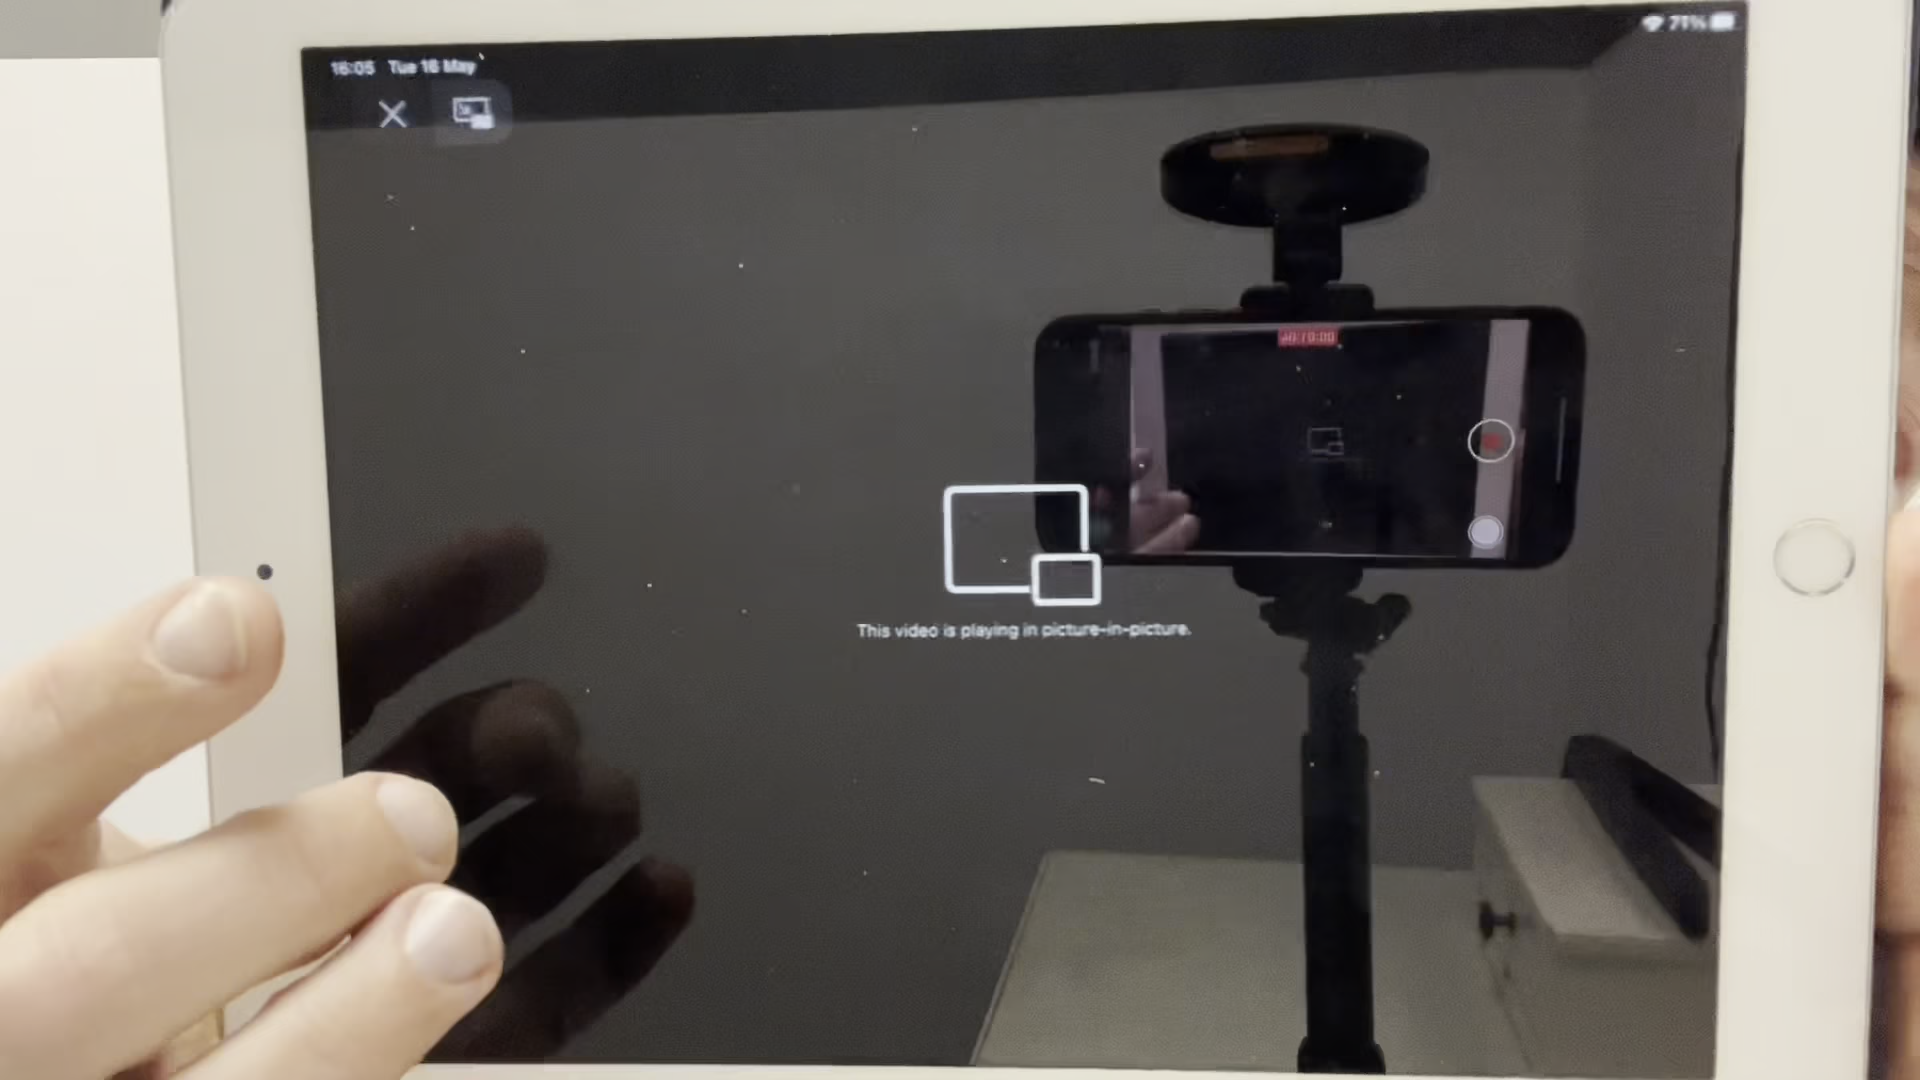 16:05 Tue 16 May
71%
This video is playing in picture-in-picture.